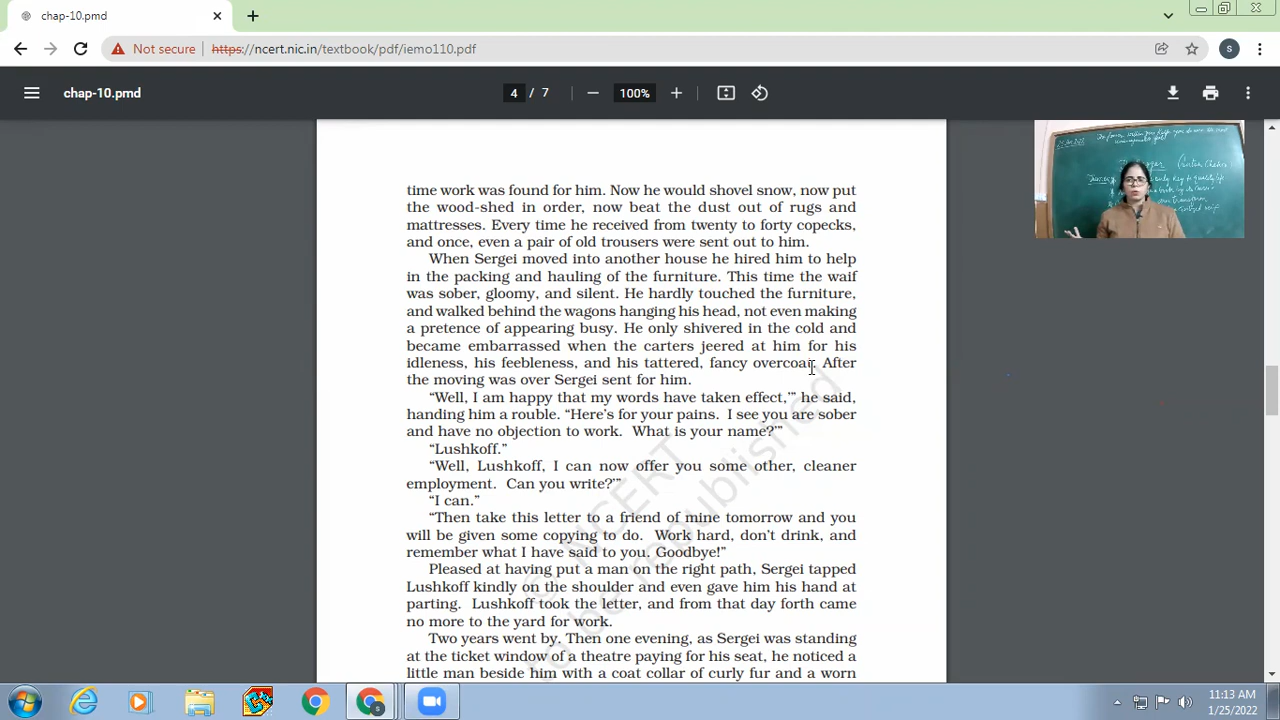 chap-10.pmd
Not secure
https://ncert.nic.in/textbook/pdf/iemo110.pdf
S
chap-10.pmd
4 / 7
100%
time work was found for him. Now he would shovel snow, now put
the wood-shed in order, now beat the dust out of rugs and
mattresses. Every time he received from twenty to forty copecks,
and once, even a pair of old trousers were sent out to him.
When Sergei moved into another house he hired him to help
in the packing and hauling of the furniture. This time the waif
was sober, gloomy, and silent. He hardly touched the furniture,
and walked behind the wagons hanging his head, not even making
a pretence of appearing busy. He only shivered in the cold and
became embarrassed when the carters jeered at him for his
idleness, his feebleness, and his tattered, fancy overcoat. After
the moving was over Sergei sent for him.
“Well, I am happy that my words have taken effect,’” he said,
handing him a rouble. “Here’s for your pains. I see you are sober
and have no objection to work. What is your name?’”
“Lushkoff.”
“Well, Lushkoff, I can now offer you some other, cleaner
employment. Can you write?’”
“I can.”
“Then take this letter to a friend of mine tomorrow and you
will be given some copying to do. Work hard, don’t drink, and
remember what I have said to you. Goodbye!”
Pleased at having put a man on the right path, Sergei tapped
Lushkoff kindly on the shoulder and even gave him his hand at
parting. Lushkoff took the letter, and from that day forth came
no more to the yard for work.
Two years went by. Then one evening, as Sergei was standing
at the ticket window of a theatre paying for his seat, he noticed a
little man beside him with a coat collar of curly fur and a worn
© NCERT
to be republished
11:13 AM
1/25/2022